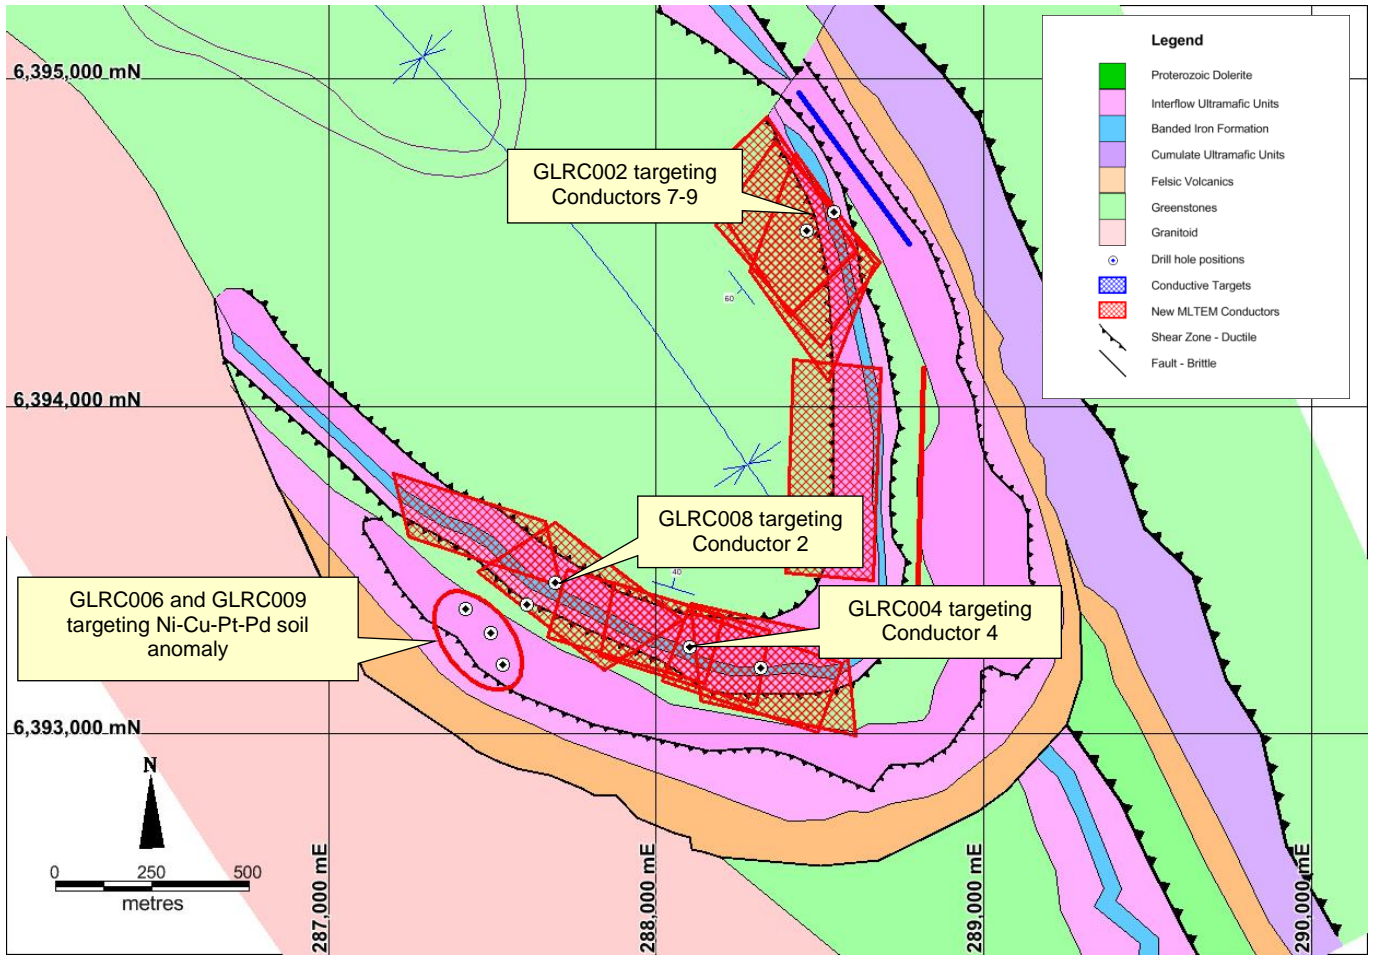 6,395,000 mN
GLRC002 targeting
Conductors 7-9
Legend
Proterozoic Dolerite
Interflow Ultramafic Units
Banded Iron Formation
Cumulate Ultramafic Units
Felsic Volcanics
Greenstones
Granitoid
Drill hole positions
Conductive Targets
New MLTEM Conductors
Shear Zone - Ductile
Fault - Brittle
60
6,394,000 mN
GLRC008 targeting
Conductor 2
40
GLRC006 and GLRC009
targeting Ni-Cu-Pt-Pd soil
anomaly
GLRC004 targeting
Conductor 4
6,393,000 mN
N
0 250 500
metres
287,000 mE
288,000 mE
289,000 mE
290,000 mE